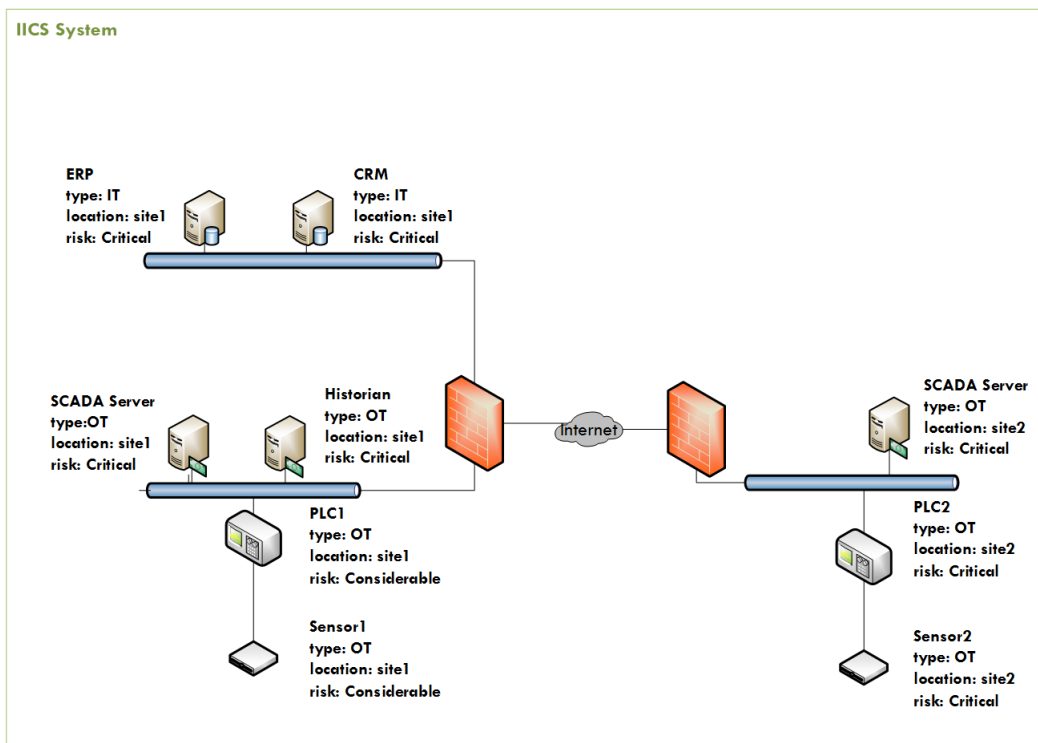 IICS System
ERP
type: IT
location: site1
risk: Critical
CRM
type: IT
location: site1
risk: Critical
SCADA Server
type:OT
location: site1
risk: Critical
Historian
type: OT
location: site1
risk: Critical
Internet
SCADA Server
type: OT
location: site2
risk: Critical
PLC1
type: OT
location: site1
risk: Considerable
PLC2
type: OT
location: site2
risk: Critical
Sensor1
type: OT
location: site1
risk: Considerable
Sensor2
type: OT
location: site2
risk: Critical